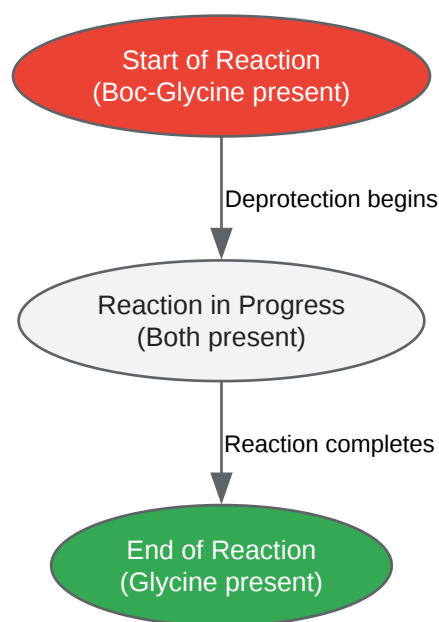 Start of Reaction
(Boc-Glycine present)
Deprotection begins
Reaction in Progress
(Both present)
Reaction completes
End of Reaction
(Glycine present)